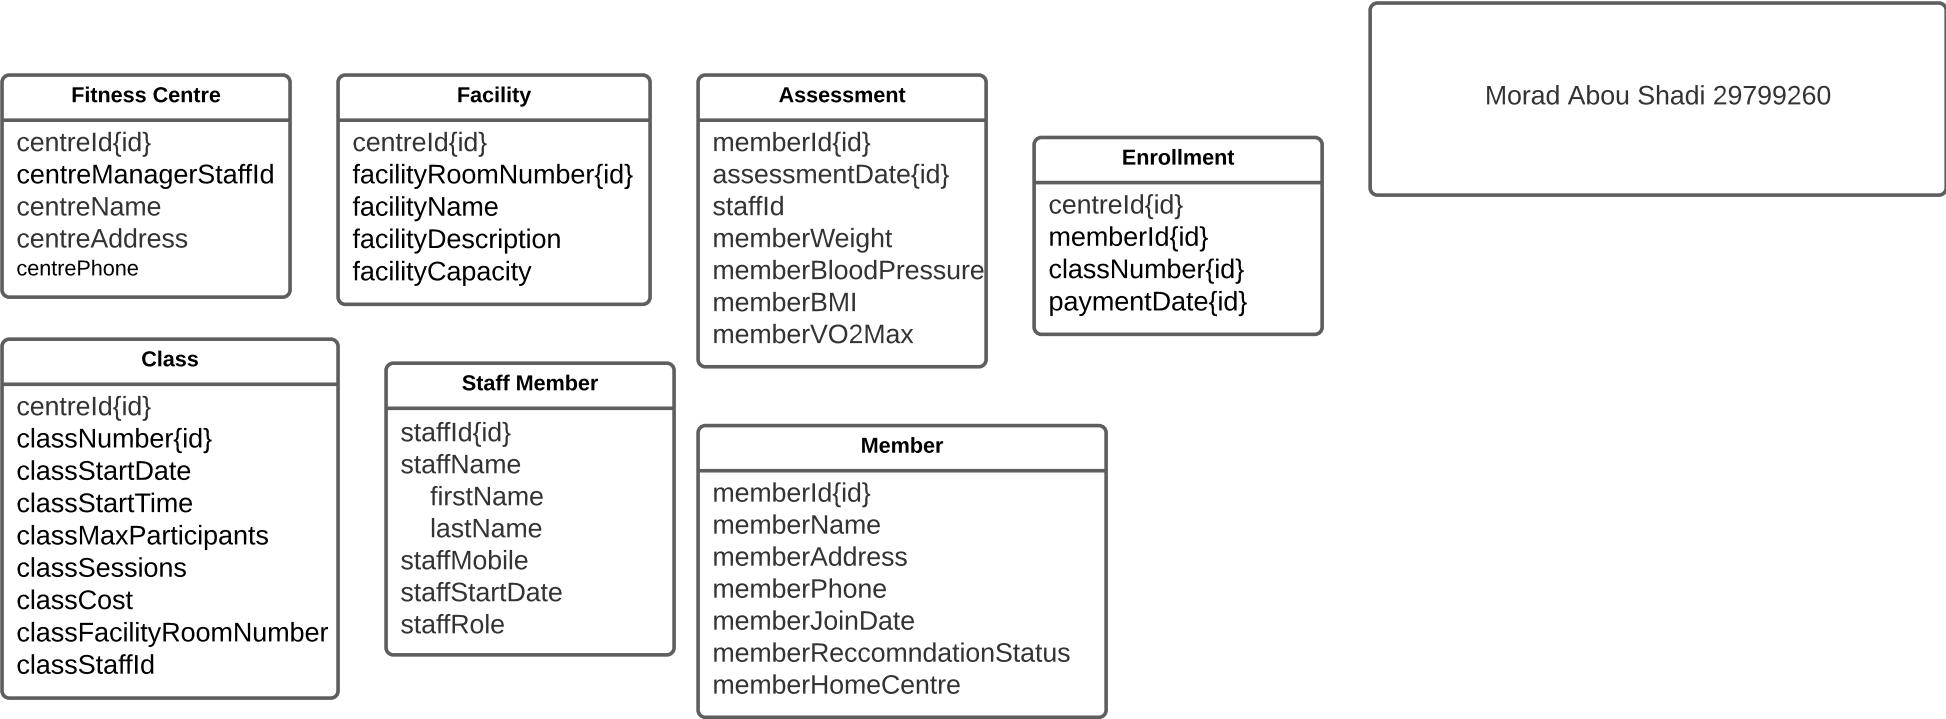 Fitness Centre
centreId{id}
centreManagerStaffId
centreName
centreAddress
centrePhone
Facility
centreId{id}
facilityRoomNumber{id}
facilityName
facilityDescription
facilityCapacity
Assessment
memberId{id}
assessmentDate{id}
staffId
memberWeight
memberBloodPressure
memberBMI
memberVO2Max
Enrollment
centreId{id}
memberId{id}
classNumber{id}
paymentDate{id}
Morad Abou Shadi 29799260
Class
centreId{id}
classNumber{id}
classStartDate
classStartTime
classMaxParticipants
classSessions
classCost
classFacilityRoomNumber
classStaffId
Staff Member
staffId{id}
staffName
firstName
lastName
staffMobile
staffStartDate
staffRole
Member
memberId{id}
memberName
memberAddress
memberPhone
memberJoinDate
memberReccomndationStatus
memberHomeCentre